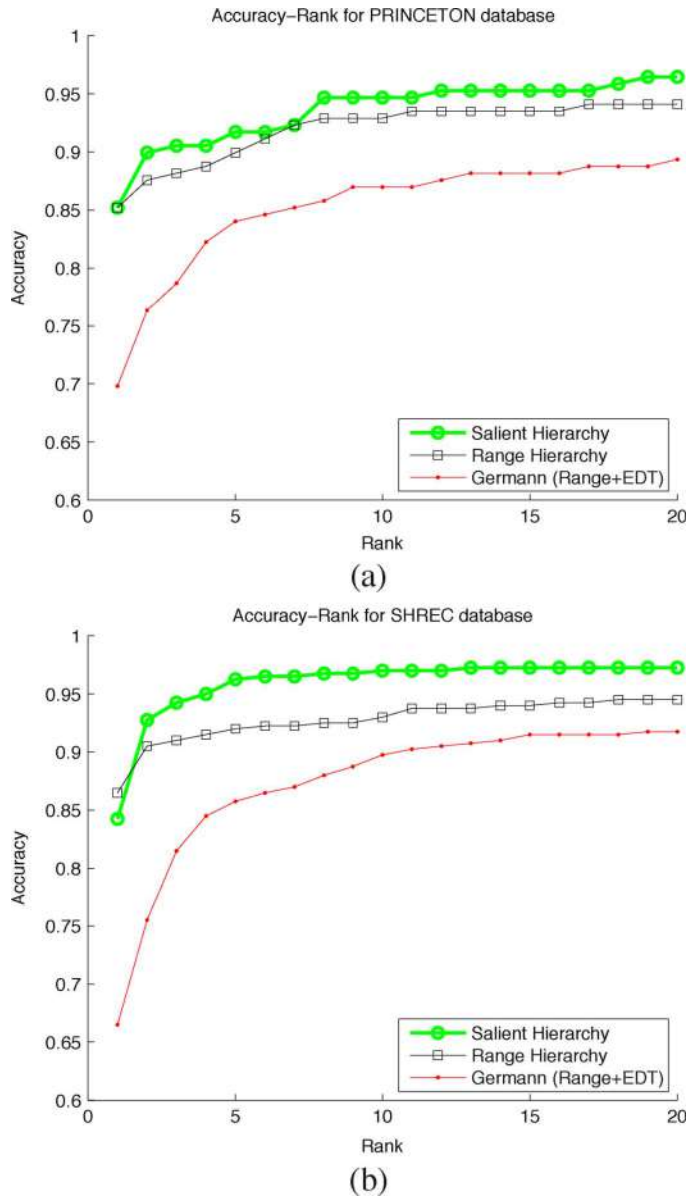 Accuracy–Rank for PRINCETON database
1
0.95
0.9
0.85
0.8
0.75
0.7
0.65
0.6
Accuracy
Salient Hierarchy
Range Hierarchy
Germann (Range+EDT)
0 5 10 15 20
Rank
(a)
Accuracy–Rank for SHREC database
1
0.95
0.9
0.85
0.8
0.75
0.7
0.65
0.6
Accuracy
Salient Hierarchy
Range Hierarchy
Germann (Range+EDT)
0 5 10 15 20
Rank
(b)